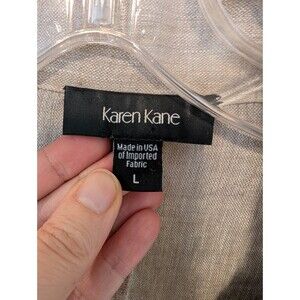 Karen Kane
Made in USA
of Imported
Fabric
L